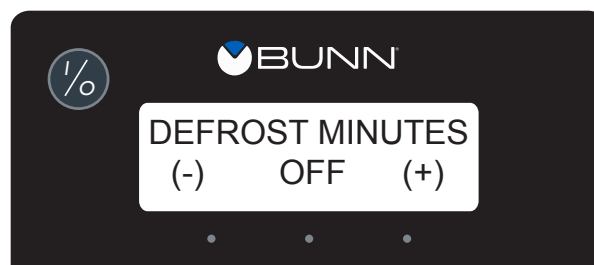 I/O
BUNN®
DEFROST MINUTES
(-) OFF (+)